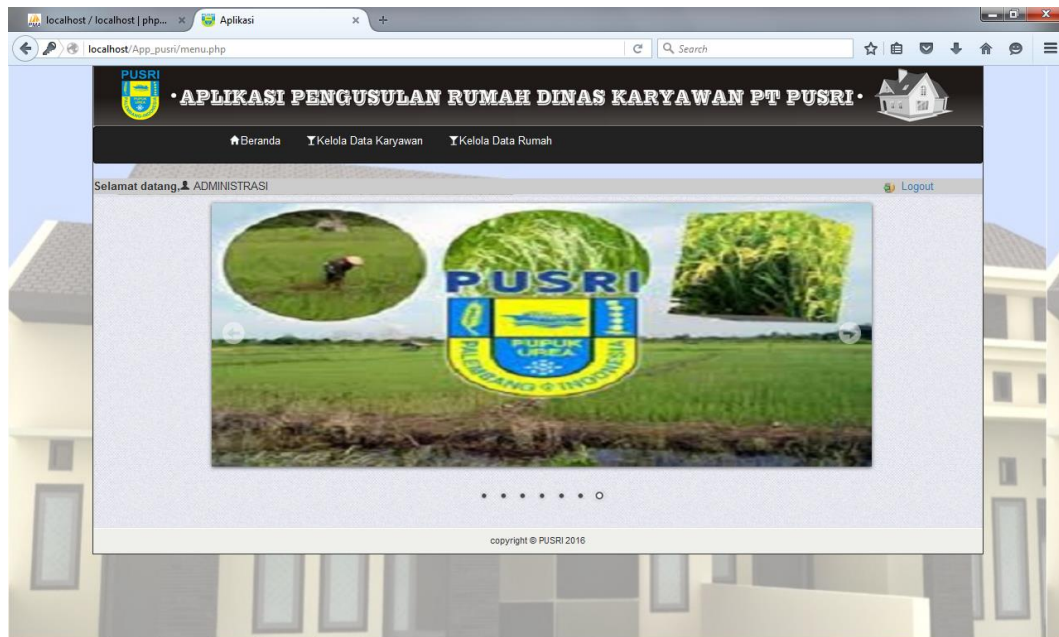 localhost / localhost | php...
Aplikasi
localhost/App_pusri/menu.php
Search
PUSRI
• APLIKASI PENGUSULAN RUMAH DINAS KARYAWAN PT PUSRI •
Beranda Kelola Data Karyawan Kelola Data Rumah
Selamat datang, ADMINISTRASI
Logout
PUSRI
PUPUK
UREA
PALEMBANG INDONESIA
copyright © PUSRI 2016